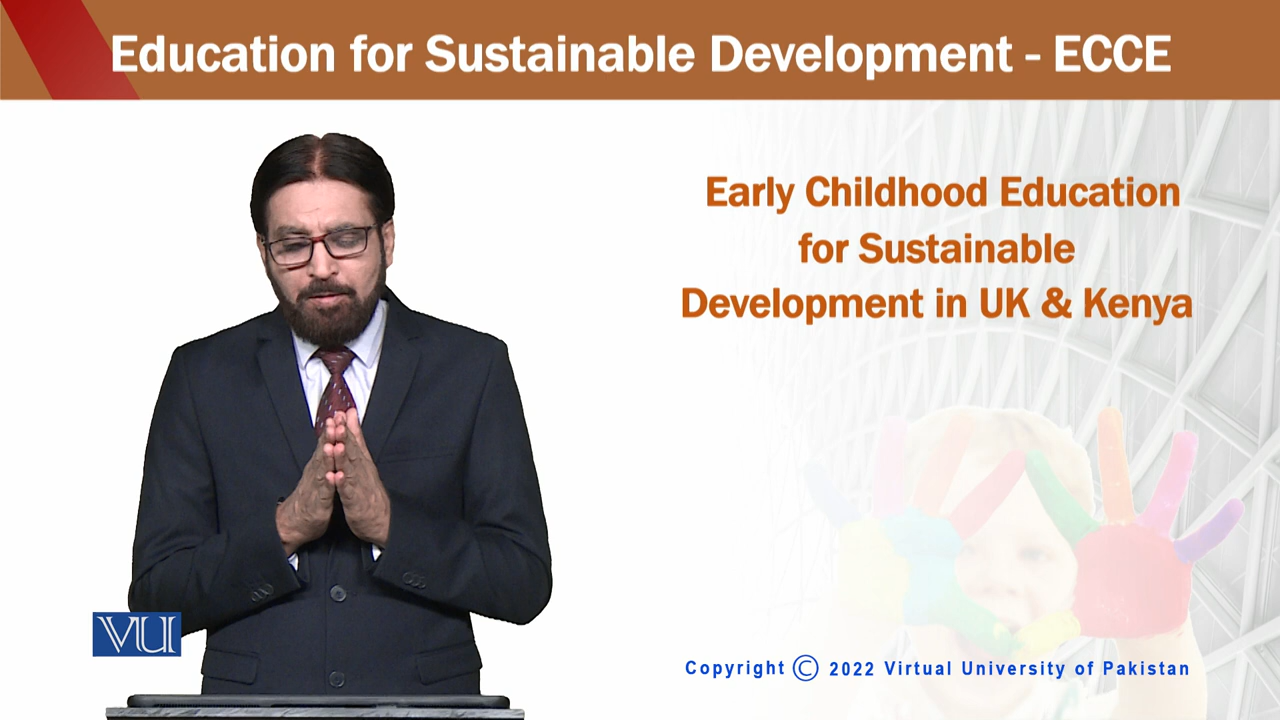 Education for Sustainable Development - ECCE
Early Childhood Education
for Sustainable
Development in UK & Kenya
VU
Copyright © 2022 Virtual University of Pakistan